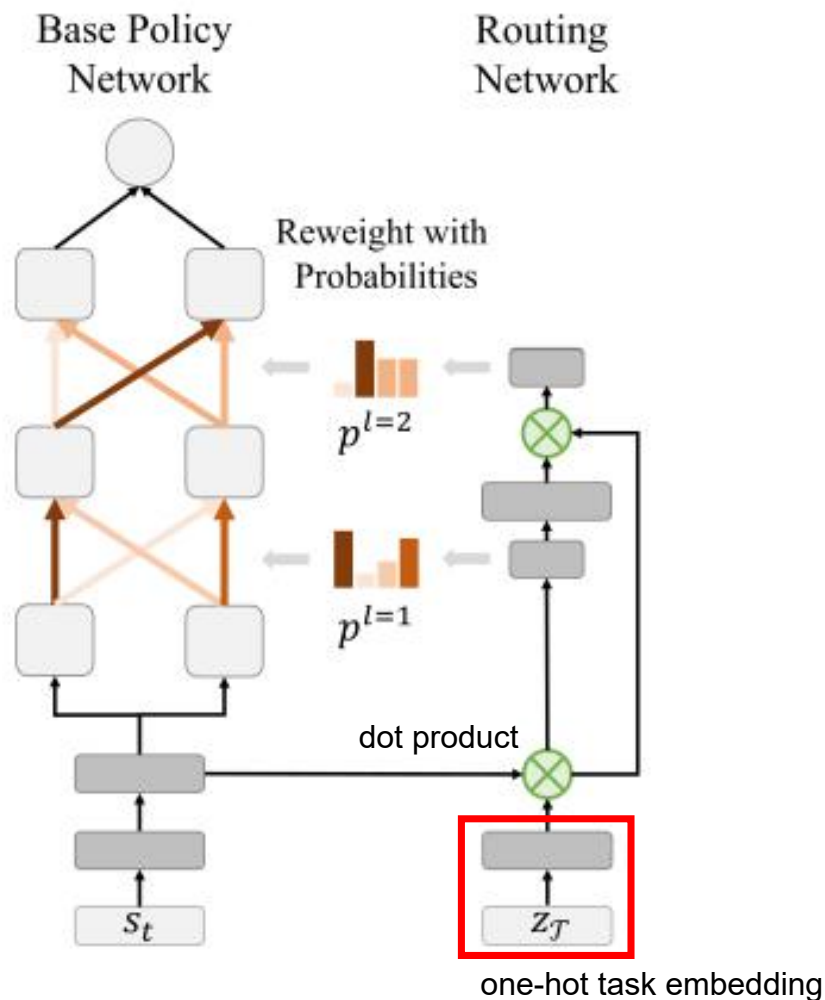 Base Policy
Network
Routing
Network
Reweight with
Probabilities
p^{l=2}
p^{l=1}
dot product
s_t
z_𝒯
one-hot task embedding